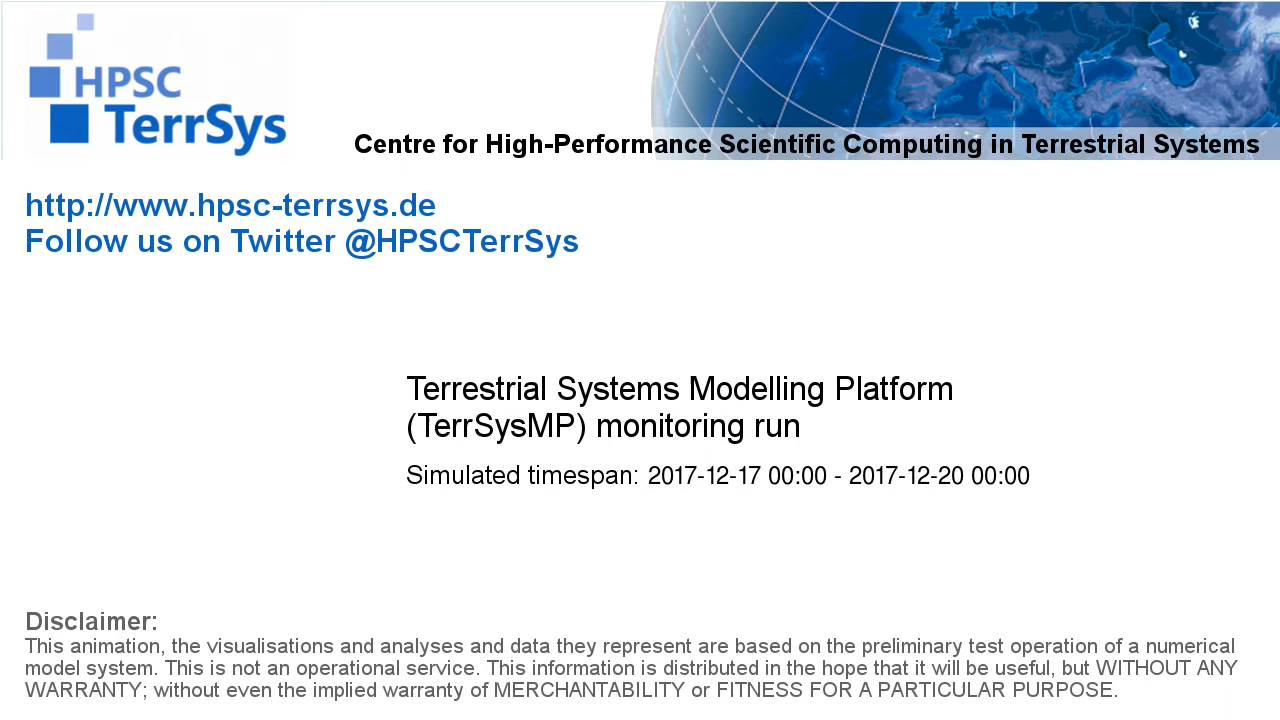 HPSC
TerrSys
Centre for High-Performance Scientific Computing in Terrestrial Systems
http://www.hpsc-terrsys.de
Follow us on Twitter @HPSCTerrSys
Terrestrial Systems Modelling Platform
(TerrSysMP) monitoring run
Simulated timespan: 2017-12-17 00:00 - 2017-12-20 00:00
Disclaimer:
This animation, the visualisations and analyses and data they represent are based on the preliminary test operation of a numerical
model system. This is not an operational service. This information is distributed in the hope that it will be useful, but WITHOUT ANY
WARRANTY; without even the implied warranty of MERCHANTABILITY or FITNESS FOR A PARTICULAR PURPOSE.